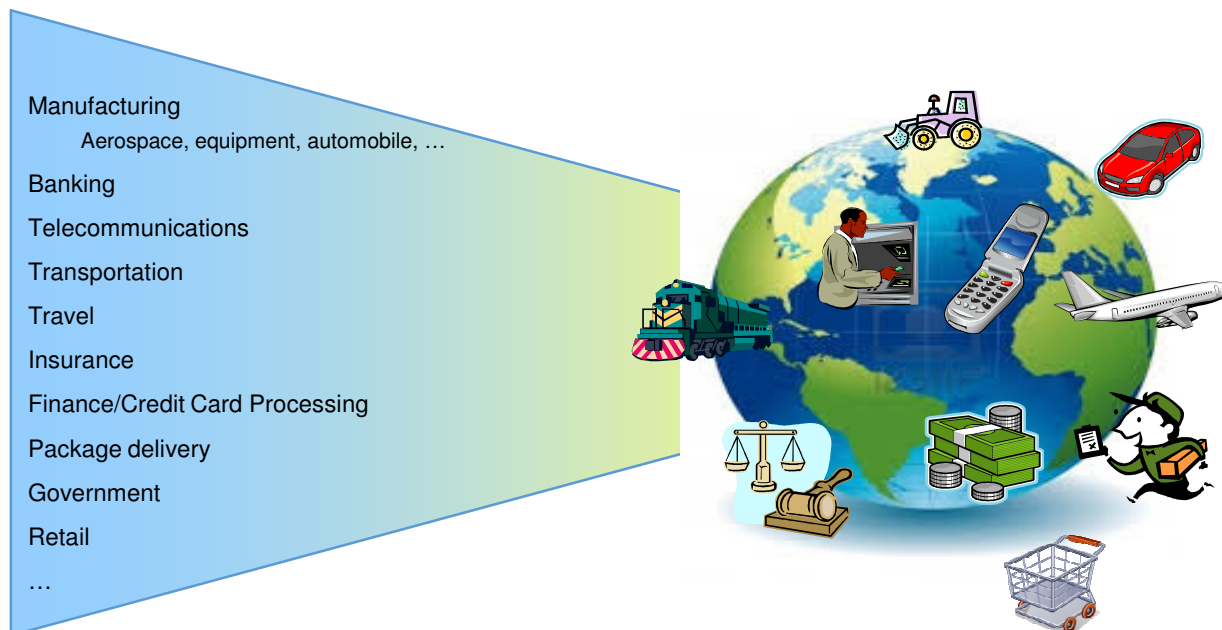 Manufacturing
Aerospace, equipment, automobile, …
Banking
Telecommunications
Transportation
Travel
Insurance
Finance/Credit Card Processing
Package delivery
Government
Retail
…